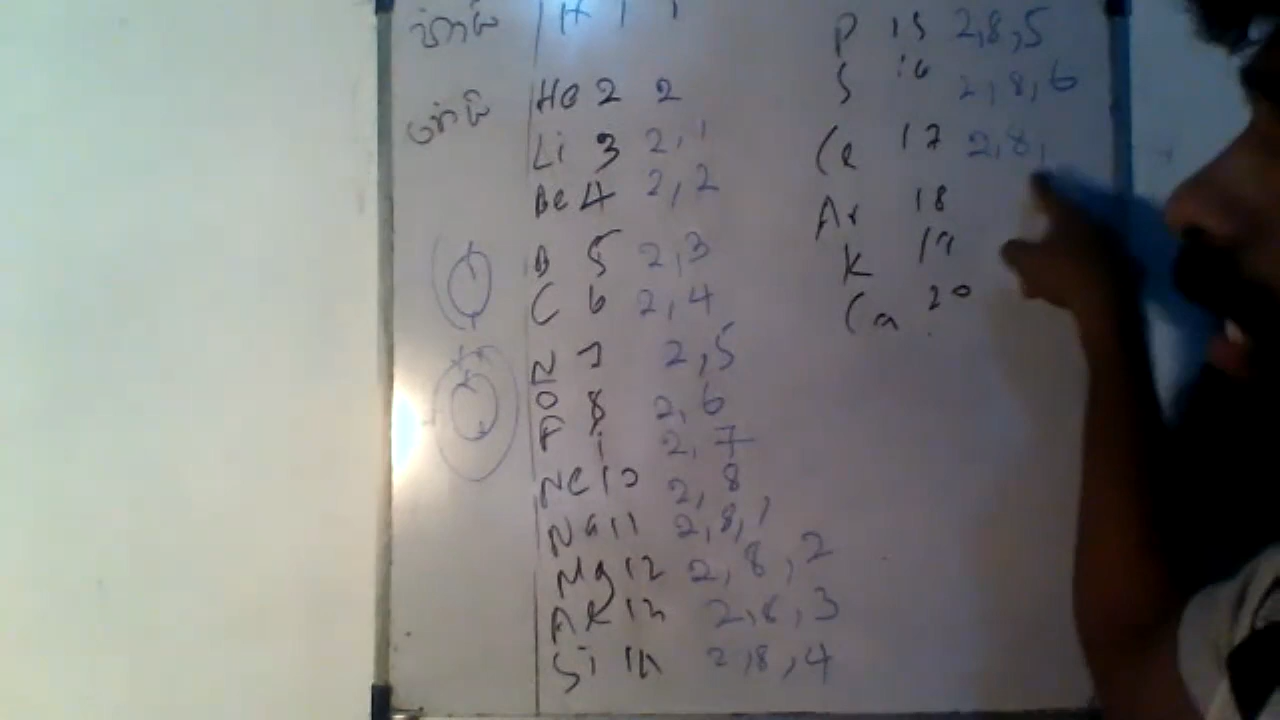 H 1 1
He 2 2
Li 3 2,1
Be 4 2,2
B 5 2,3
C 6 2,4
N 7 2,5
O 8 2,6
F 2,7
Ne 10 2,8,
Na 11 2,8,1
Mg 12 2,8,2
Al 13 2,8,3
Si 14 2,8,4
P 15 2,8,5
S 16 2,8,6
Cl 17 2,8,
Ar 18
K 19
Ca 20